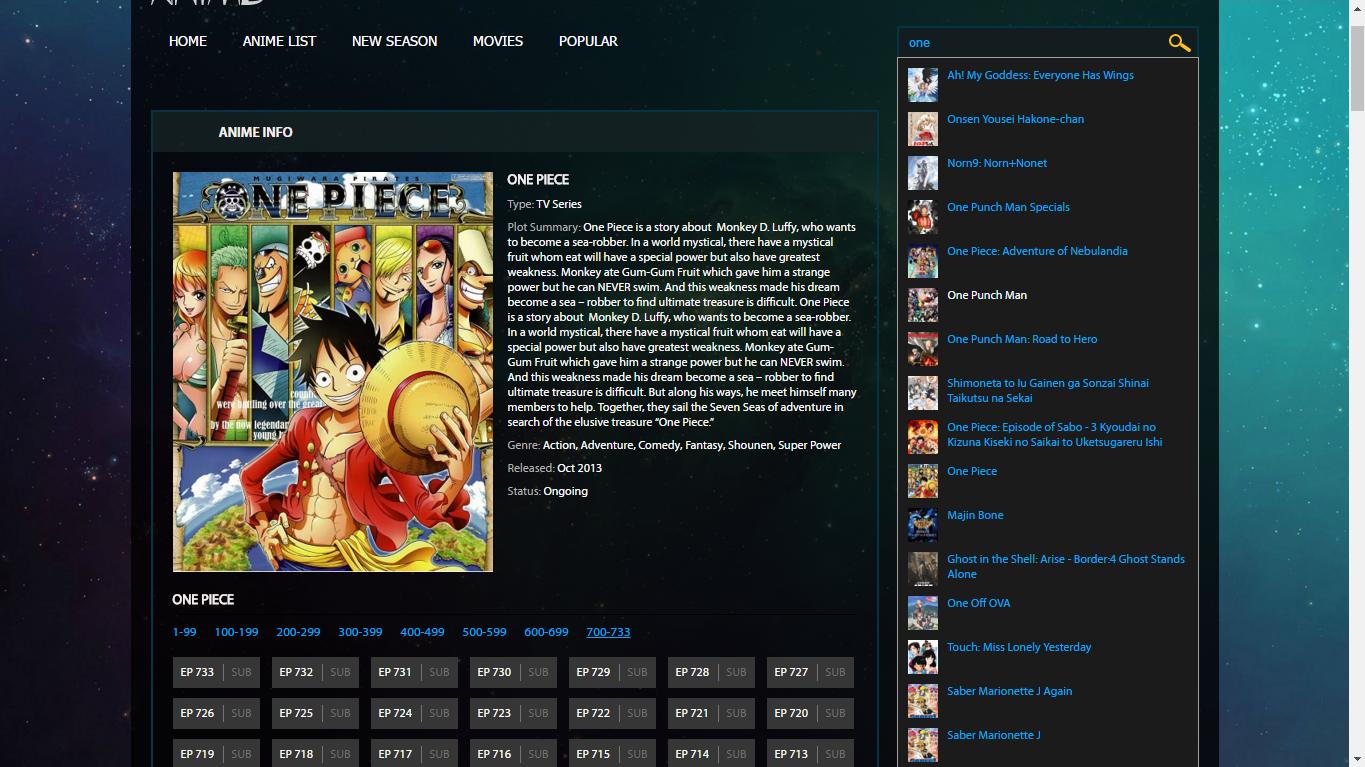 HOME ANIME LIST NEW SEASON MOVIES POPULAR
one
ANIME INFO
MUGIWARA PIRATES
ONE PIECE
were battling over the great
by the now legendar
young
ONE PIECE
Type: TV Series
Plot Summary: One Piece is a story about Monkey D. Luffy, who wants
to become a sea-robber. In a world mystical, there have a mystical
fruit whom eat will have a special power but also have greatest
weakness. Monkey ate Gum-Gum Fruit which gave him a strange
power but he can NEVER swim. And this weakness made his dream
become a sea – robber to find ultimate treasure is difficult. One Piece
is a story about Monkey D. Luffy, who wants to become a sea-robber.
In a world mystical, there have a mystical fruit whom eat will have a
special power but also have greatest weakness. Monkey ate Gum-
Gum Fruit which gave him a strange power but he can NEVER swim.
And this weakness made his dream become a sea – robber to find
ultimate treasure is difficult. But along his ways, he meet himself many
members to help. Together, they sail the Seven Seas of adventure in
search of the elusive treasure “One Piece.”
Genre: Action, Adventure, Comedy, Fantasy, Shounen, Super Power
Released: Oct 2013
Status: Ongoing
ONE PIECE
1-99 100-199 200-299 300-399 400-499 500-599 600-699 700-733
EP 733 SUB EP 732 SUB EP 731 SUB EP 730 SUB EP 729 SUB EP 728 SUB EP 727 SUB
EP 726 SUB EP 725 SUB EP 724 SUB EP 723 SUB EP 722 SUB EP 721 SUB EP 720 SUB
EP 719 SUB EP 718 SUB EP 717 SUB EP 716 SUB EP 715 SUB EP 714 SUB EP 713 SUB
Ah! My Goddess: Everyone Has Wings
Onsen Yousei Hakone-chan
Norn9: Norn+Nonet
One Punch Man Specials
One Piece: Adventure of Nebulandia
One Punch Man
One Punch Man: Road to Hero
Shimoneta to Iu Gainen ga Sonzai Shinai
Taikutsu na Sekai
One Piece: Episode of Sabo - 3 Kyoudai no
Kizuna Kiseki no Saikai to Uketsugareru Ishi
One Piece
Majin Bone
Ghost in the Shell: Arise - Border:4 Ghost Stands
Alone
One Off OVA
Touch: Miss Lonely Yesterday
Saber Marionette J Again
Saber Marionette J